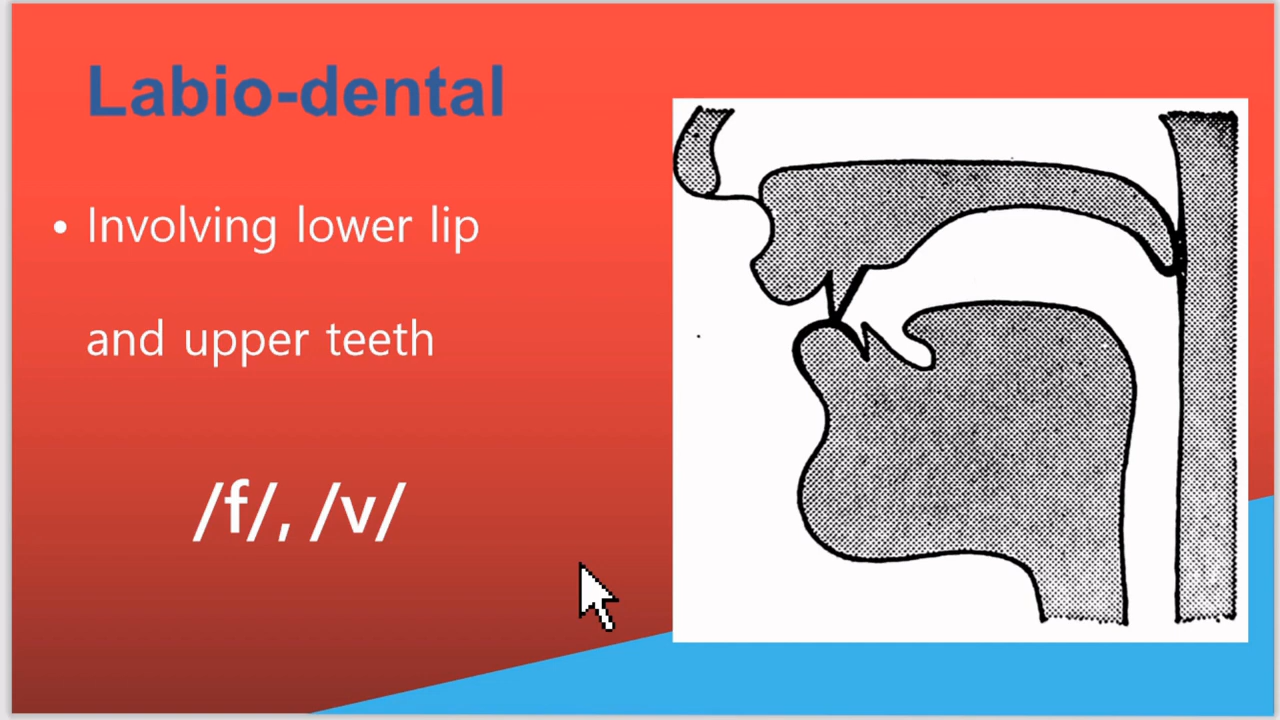 Labio-dental
• Involving lower lip
and upper teeth
/f/, /v/